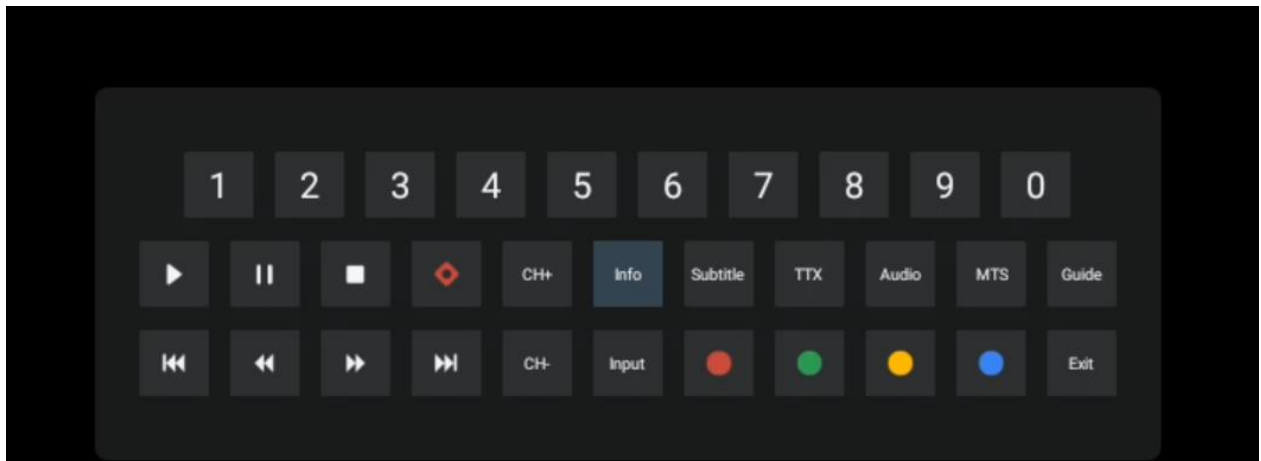 1 2 3 4 5 6 7 8 9 0
CH+ Info Subtitle TTX Audio MTS Guide
CH- Input Exit